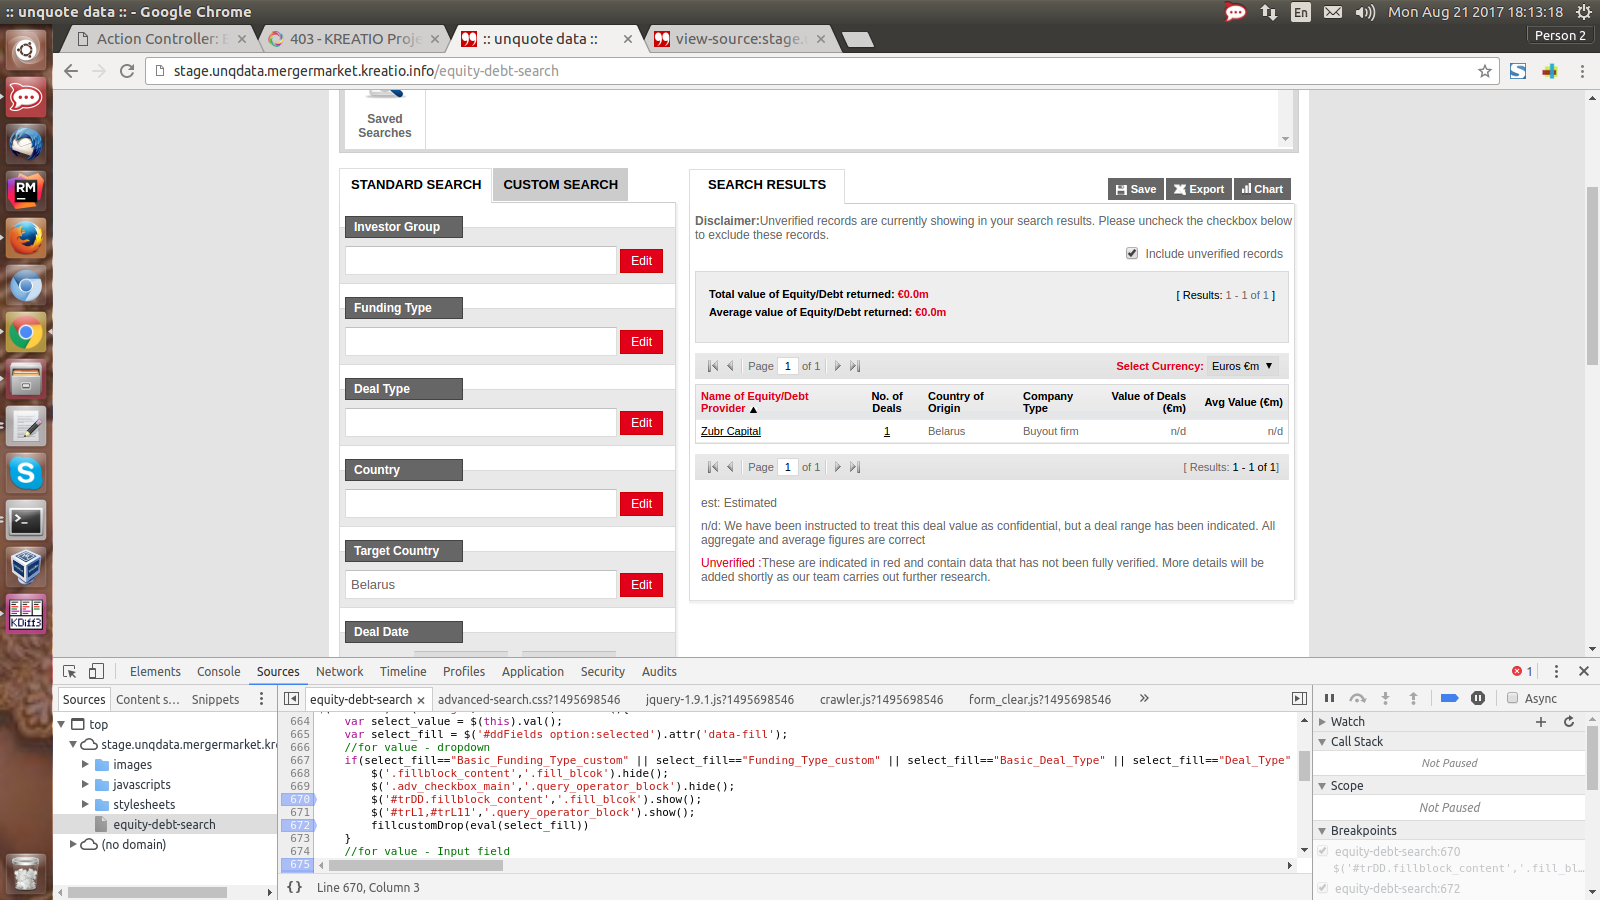 :: unquote data :: - Google Chrome
En
Mon Aug 21 2017 18:13:18
Action Controller: E
403 - KREATIO Proje
:: unquote data ::
view-source:stage.
Person 2
stage.unqdata.mergermarket.kreatio.info/equity-debt-search
Saved
Searches
STANDARD SEARCH
CUSTOM SEARCH
Investor Group
Edit
Funding Type
Edit
Deal Type
Edit
Country
Edit
Target Country
Belarus
Edit
Deal Date
SEARCH RESULTS
Save
Export
Chart
Disclaimer:Unverified records are currently showing in your search results. Please uncheck the checkbox below
to exclude these records.
Include unverified records
Total value of Equity/Debt returned: €0.0m
[ Results: 1 - 1 of 1 ]
Average value of Equity/Debt returned: €0.0m
Page 1 of 1
Select Currency: Euros €m ▼
Name of Equity/Debt Provider ▲ No. of Deals Country of Origin Company Type Value of Deals (€m) Avg Value (€m)
Zubr Capital 1 Belarus Buyout firm n/d n/d
Page 1 of 1
[ Results: 1 - 1 of 1]
est: Estimated
n/d: We have been instructed to treat this deal value as confidential, but a deal range has been indicated. All
aggregate and average figures are correct
Unverified :These are indicated in red and contain data that has not been fully verified. More details will be
added shortly as our team carries out further research.
RM
KDiff3
Elements Console Sources Network Timeline Profiles Application Security Audits
1
Sources Content s... Snippets
top
stage.unqdata.mergermarket.kr
images
javascripts
stylesheets
equity-debt-search
(no domain)
equity-debt-search × advanced-search.css?1495698546 jquery-1.9.1.js?1495698546 crawler.js?1495698546 form_clear.js?1495698546 »
664 var select_value = $(this).val();
665 var select_fill = $('#ddFields option:selected').attr('data-fill');
666 //for value - dropdown
667 if(select_fill=="Basic_Funding_Type_custom" || select_fill=="Funding_Type_custom" || select_fill=="Basic_Deal_Type" || select_fill=="Deal_Type"
668 $('.fillblock_content','.fill_blcok').hide();
669 $('.adv_checkbox_main','.query_operator_block').hide();
670 $('#trDD.fillblock_content','.fill_blcok').show();
671 $('#trL1,#trL11','.query_operator_block').show();
672 fillcustomDrop(eval(select_fill))
673 }
674 //for value - Input field
675
{} Line 670, Column 3
Async
Watch
Call Stack
Not Paused
Scope
Not Paused
Breakpoints
equity-debt-search:670
$('#trDD.fillblock_content','.fill_bl...
equity-debt-search:672